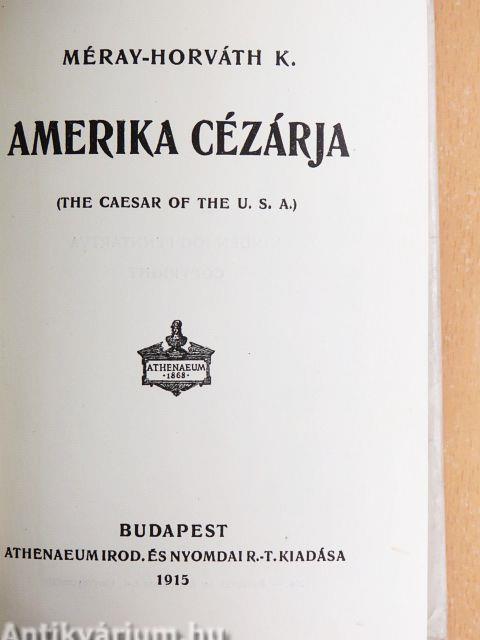 MÉRAY-HORVÁTH K.
AMERIKA CÉZÁRJA
(THE CAESAR OF THE U. S. A.)
ATHENAEUM
·1868·
BUDAPEST
ATHENAEUM IROD. ÉS NYOMDAI R.-T. KIADÁSA
1915
Antikvárium.hu